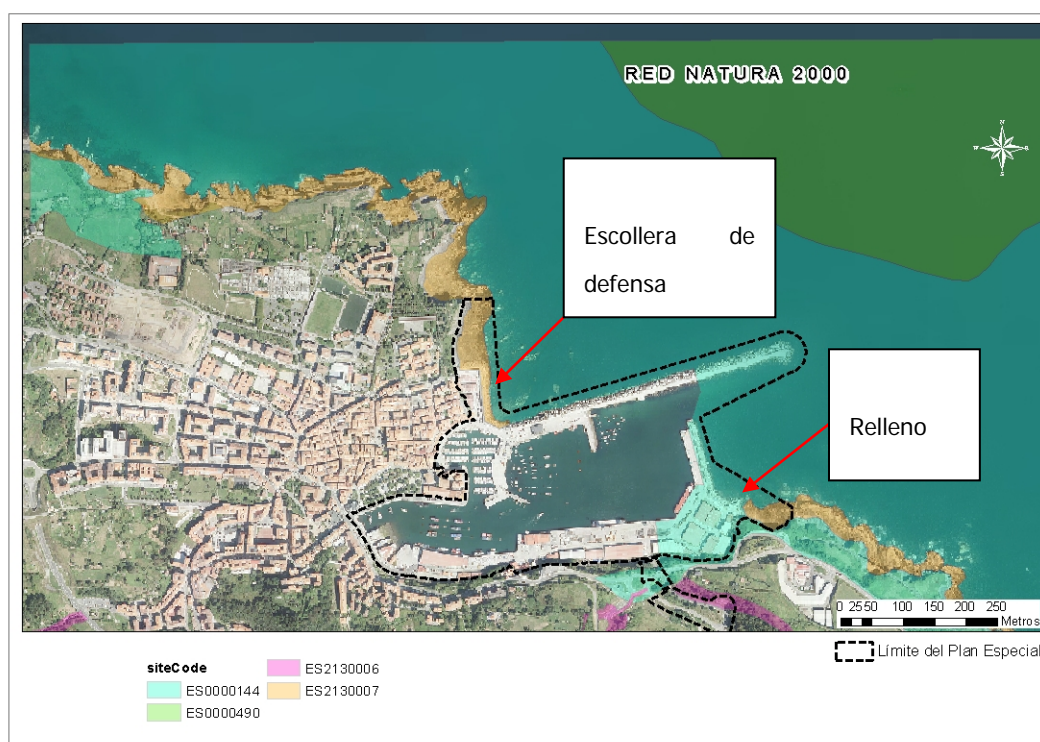 RED NATURA 2000
N
S
Escollera de
defensa
Relleno
0 25 50 100 150 200 250
Metros
Límite del Plan Especial
siteCode
ES0000144
ES0000490
ES2130006
ES2130007